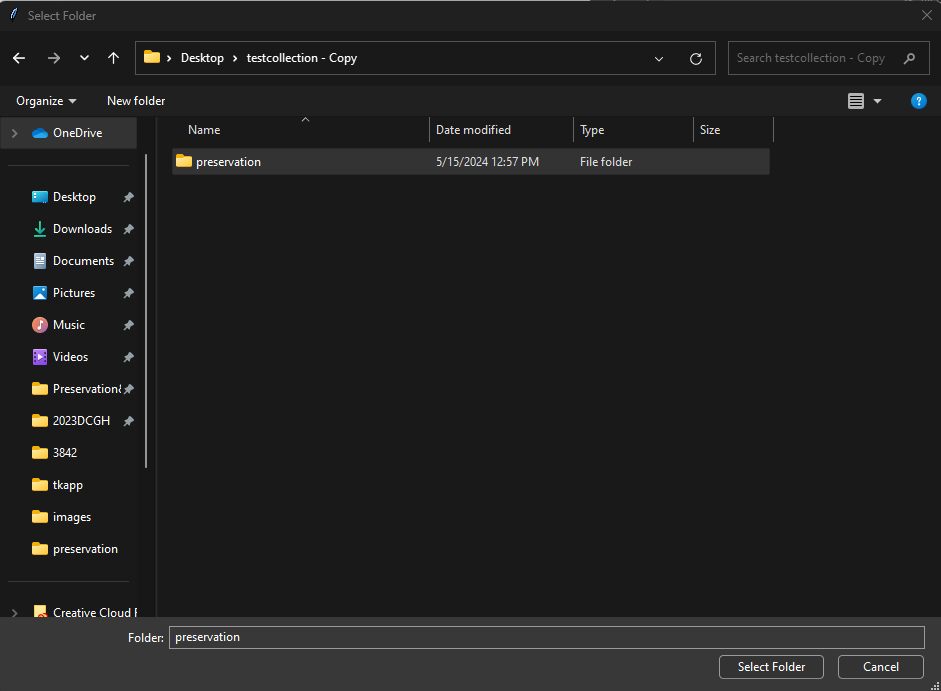 Select Folder
Desktop
testcollection - Copy
Search testcollection - Copy
Organize
New folder
?
Name
Date modified
Type
Size
preservation
5/15/2024 12:57 PM
File folder
OneDrive
Desktop
Downloads
Documents
Pictures
Music
Videos
Preservation
2023DCGH
3842
tkapp
images
preservation
Creative Cloud F
Folder:
preservation
Select Folder
Cancel